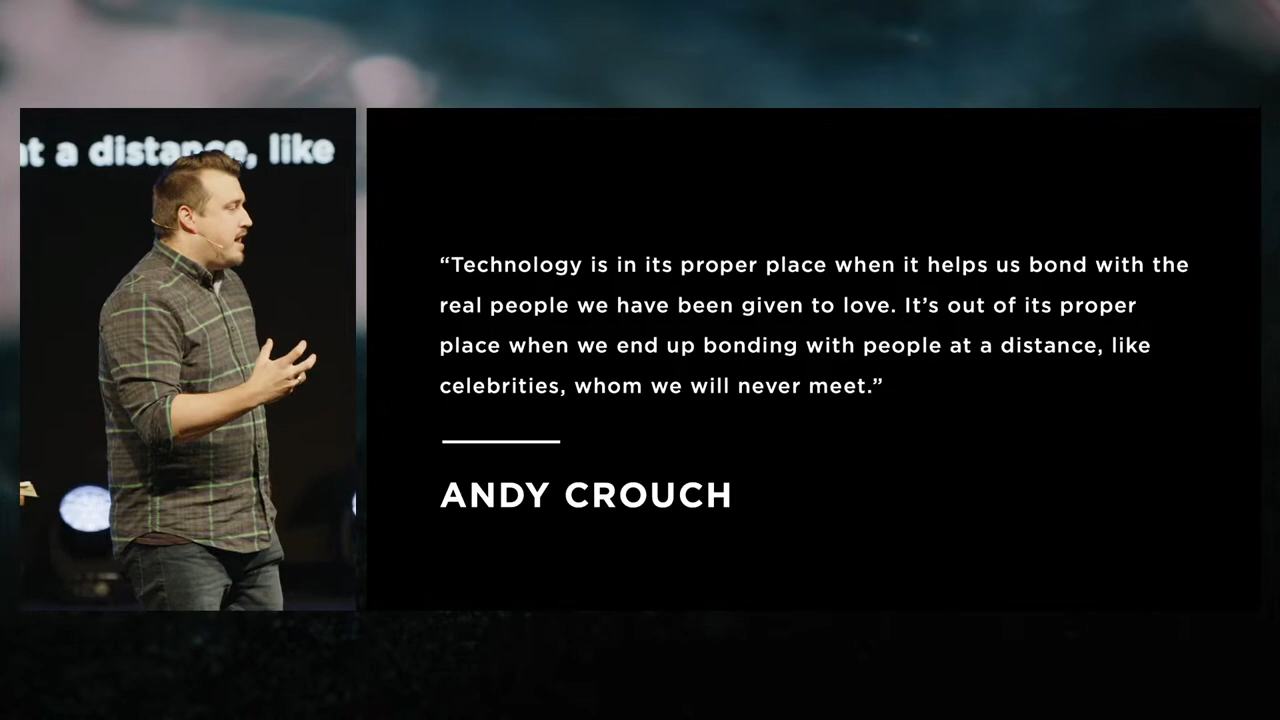 at a distance, like
“Technology is in its proper place when it helps us bond with the
real people we have been given to love. It’s out of its proper
place when we end up bonding with people at a distance, like
celebrities, whom we will never meet.”
ANDY CROUCH